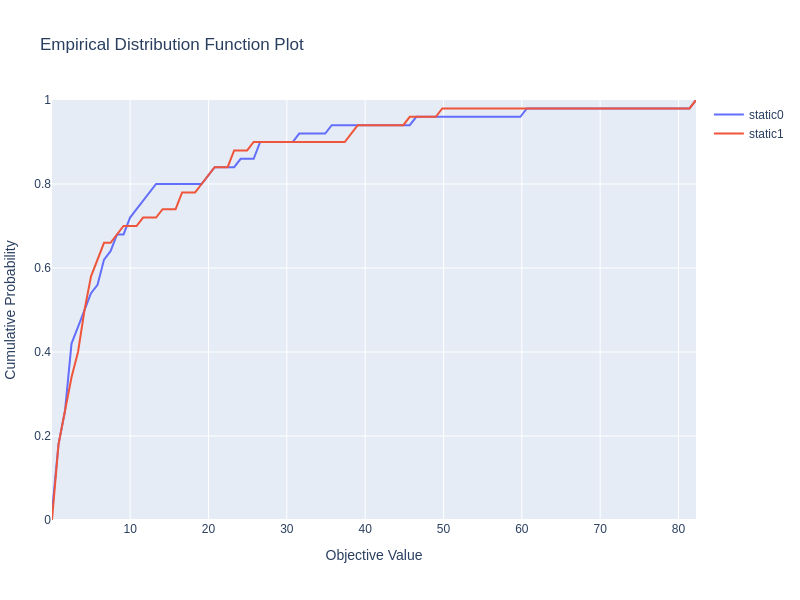 Empirical Distribution Function Plot
static0
static1
1
0.8
0.6
0.4
0.2
0
Cumulative Probability
10
20
30
40
50
60
70
80
Objective Value